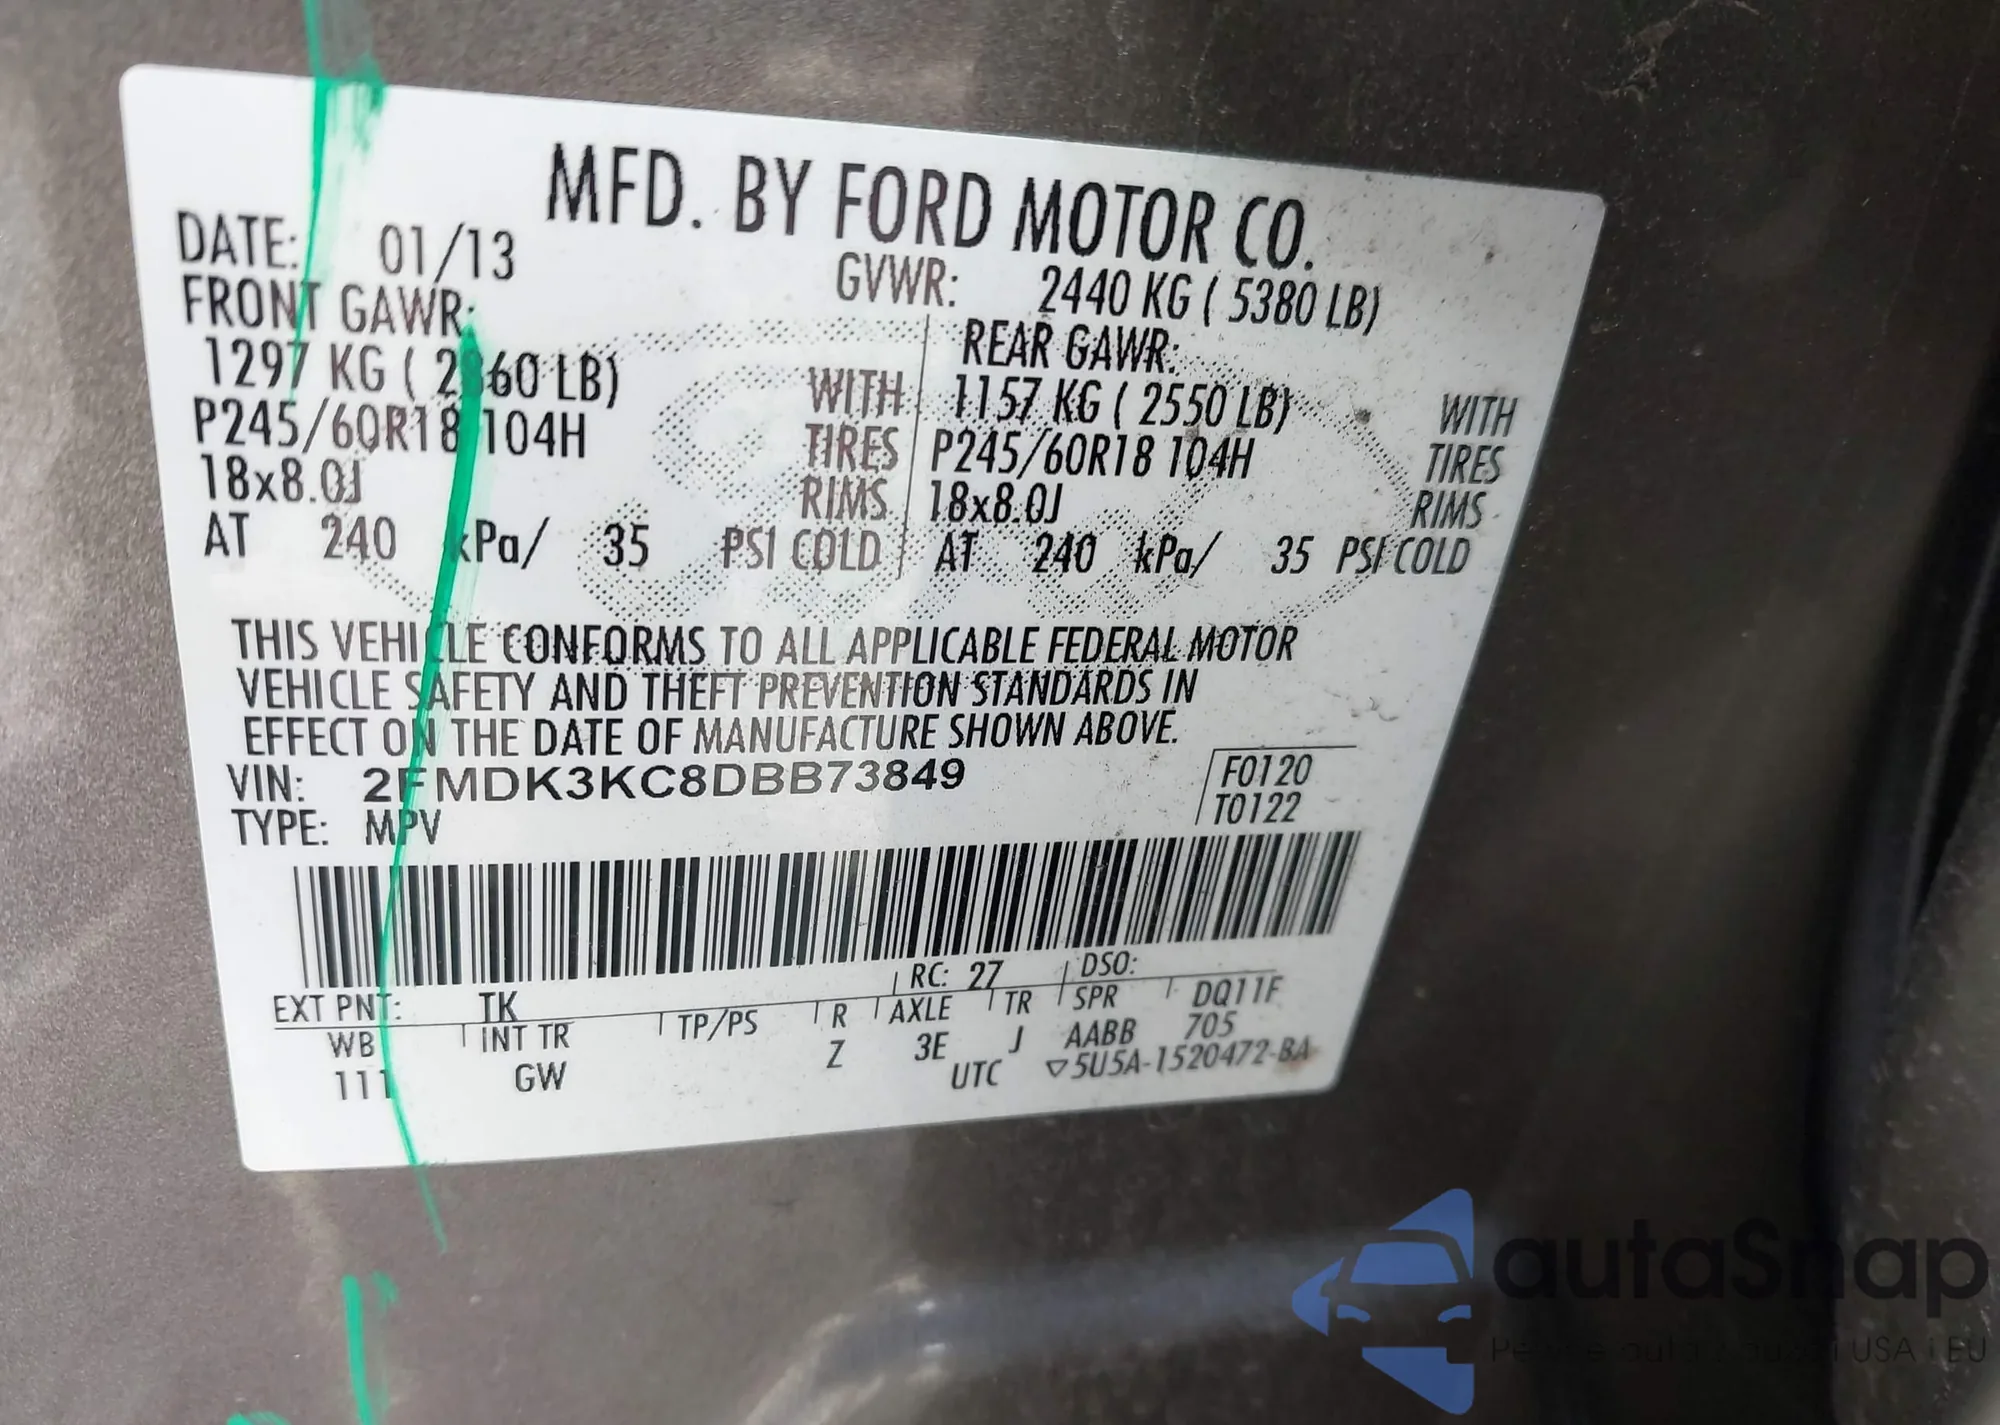 MFD. BY FORD MOTOR CO.
DATE: 01/13 GVWR: 2440 KG ( 5380 LB)
FRONT GAWR: REAR GAWR:
1297 KG ( 2860 LB) WITH 1157 KG ( 2550 LB) WITH
P245/60R18 104H TIRES P245/60R18 104H TIRES
18x8.0J RIMS 18x8.0J RIMS
AT 240 kPa/ 35 PSI COLD AT 240 kPa/ 35 PSI COLD
THIS VEHICLE CONFORMS TO ALL APPLICABLE FEDERAL MOTOR
VEHICLE SAFETY AND THEFT PREVENTION STANDARDS IN
EFFECT ON THE DATE OF MANUFACTURE SHOWN ABOVE.
VIN: 2FMDK3KC8DBB73849 F0120
TYPE: MPV T0122
EXT PNT: TK RC: 27 DSO:
WB INT TR TP/PS R AXLE TR SPR DQ11F
111 GW Z 3E J AABB 705
UTC ▽5U5A-1520472-BA
autoSnap
USA i EU